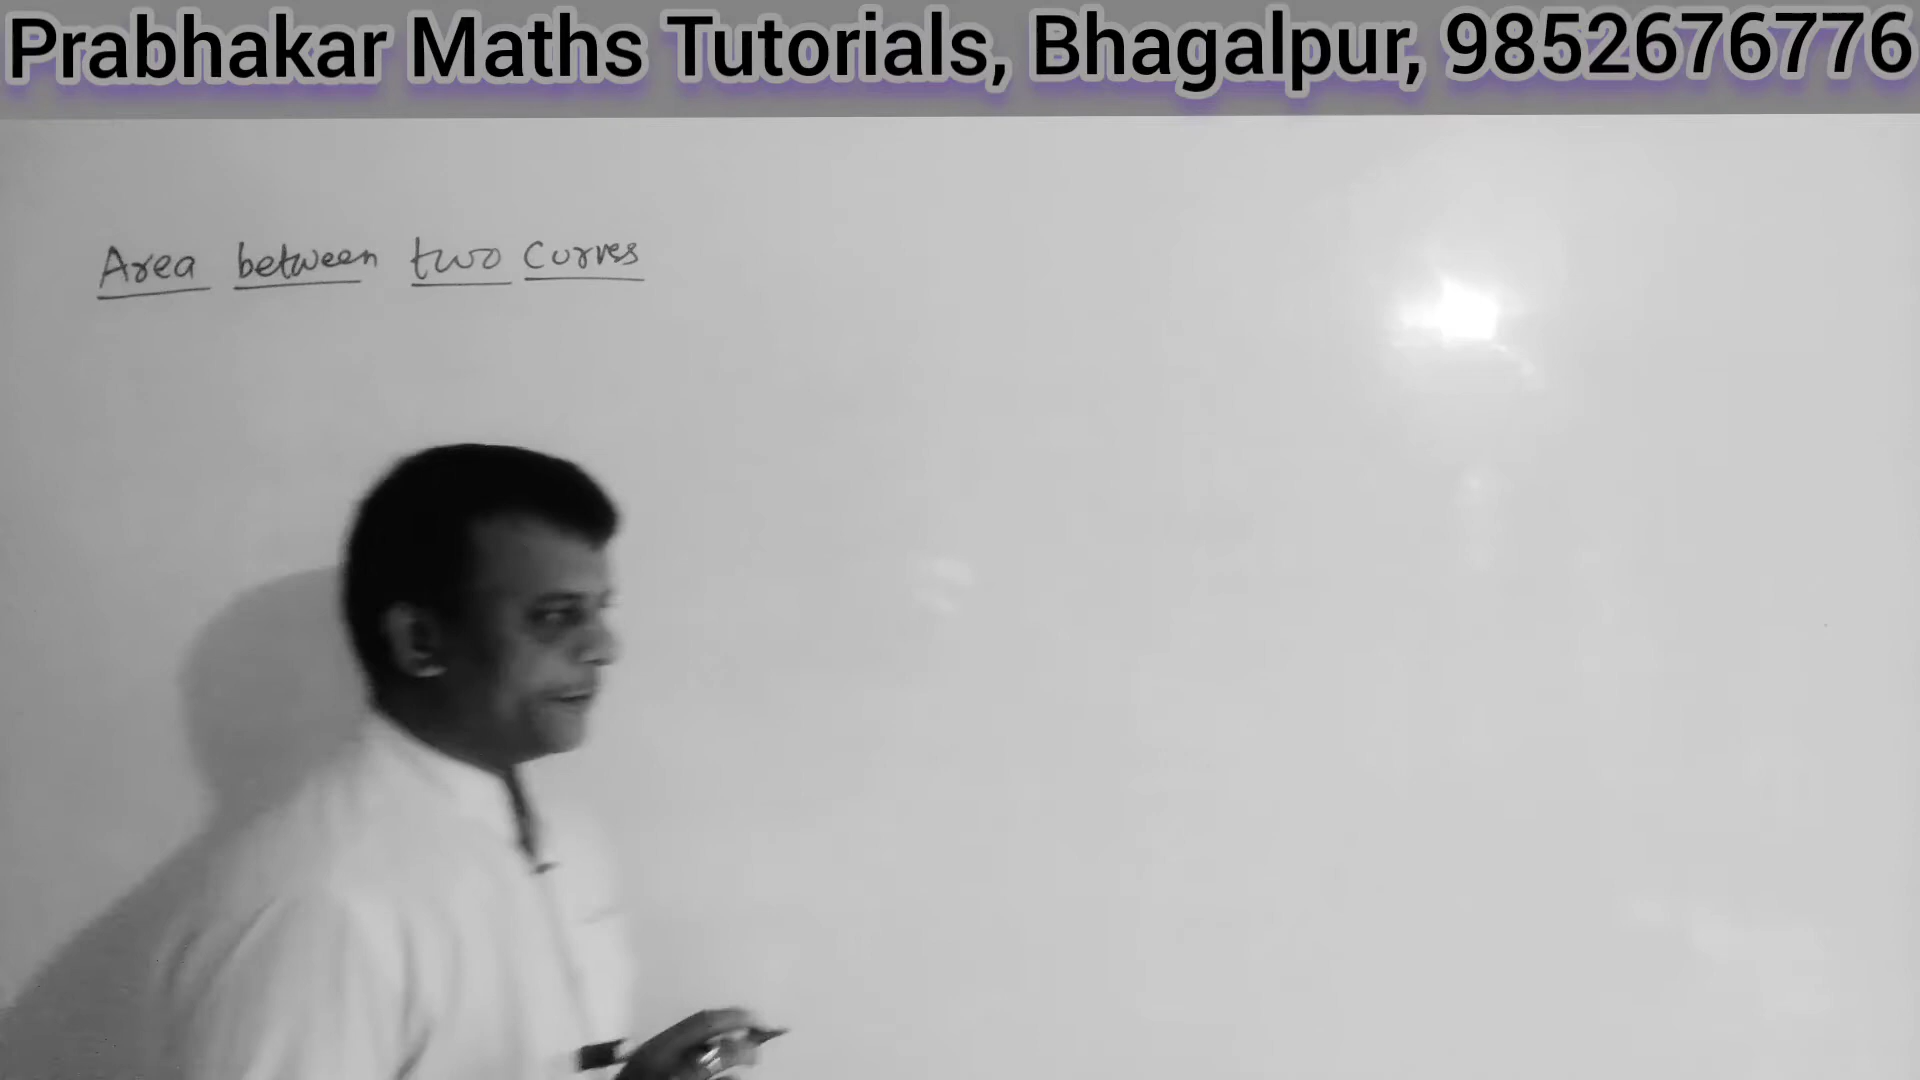 Prabhakar Maths Tutorials, Bhagalpur, 9852676776
Area between two curves